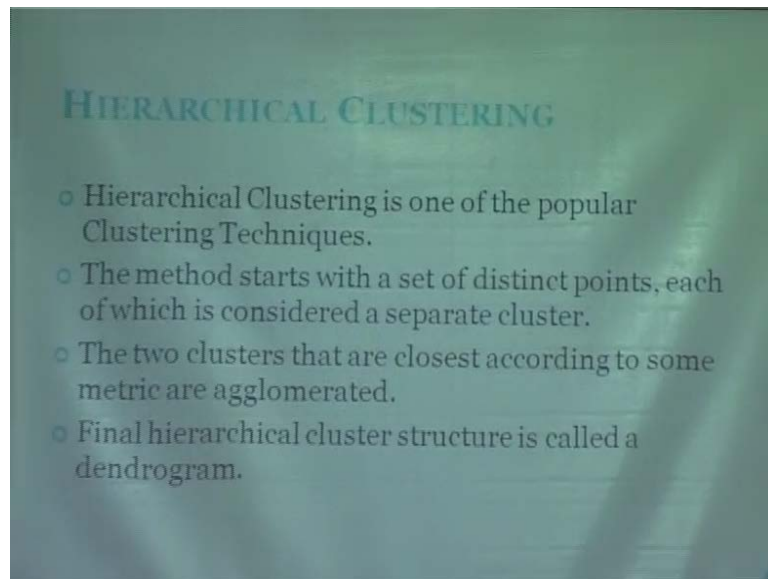 HIERARCHICAL CLUSTERING
Hierarchical Clustering is one of the popular
Clustering Techniques.
The method starts with a set of distinct points, each
of which is considered a separate cluster.
The two clusters that are closest according to some
metric are agglomerated.
Final hierarchical cluster structure is called a
dendrogram.